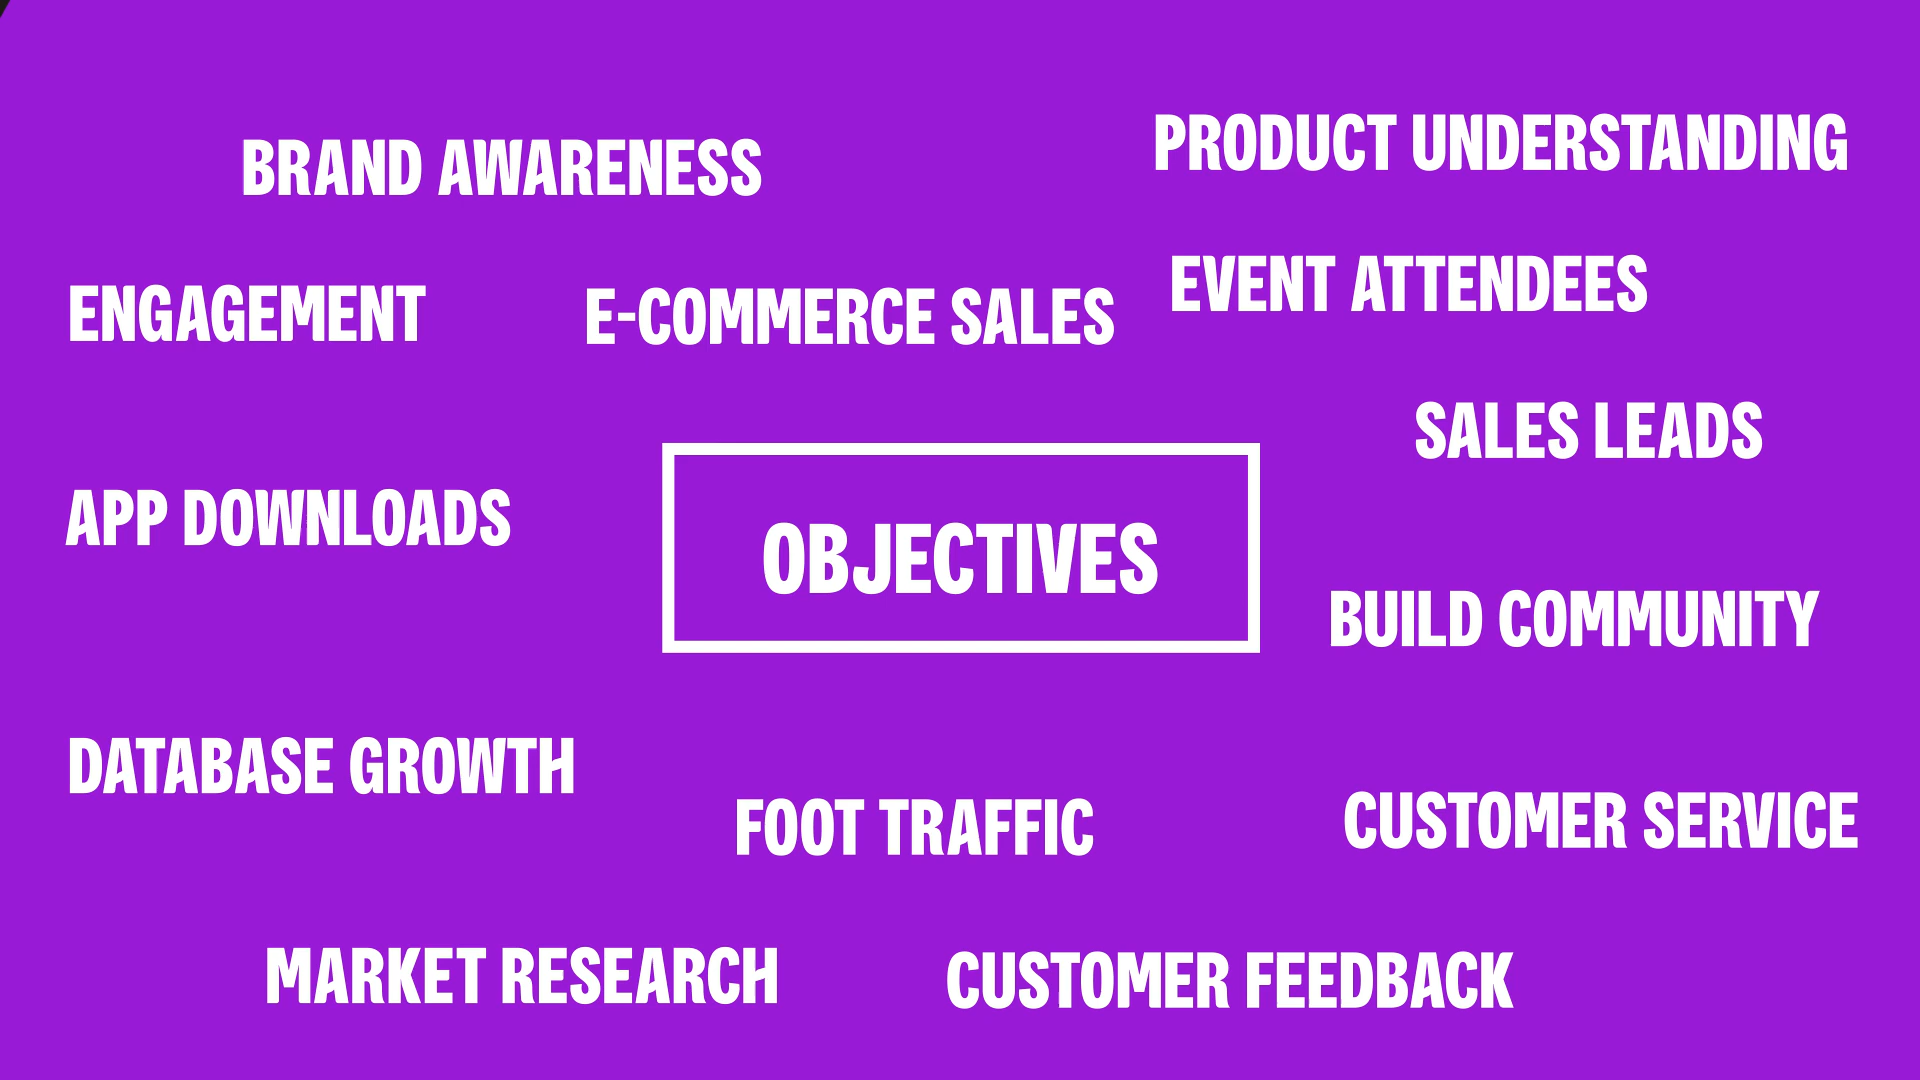 PRODUCT UNDERSTANDING
BRAND AWARENESS
EVENT ATTENDEES
ENGAGEMENT
E-COMMERCE SALES
SALES LEADS
APP DOWNLOADS
OBJECTIVES
BUILD COMMUNITY
DATABASE GROWTH
FOOT TRAFFIC
CUSTOMER SERVICE
MARKET RESEARCH
CUSTOMER FEEDBACK